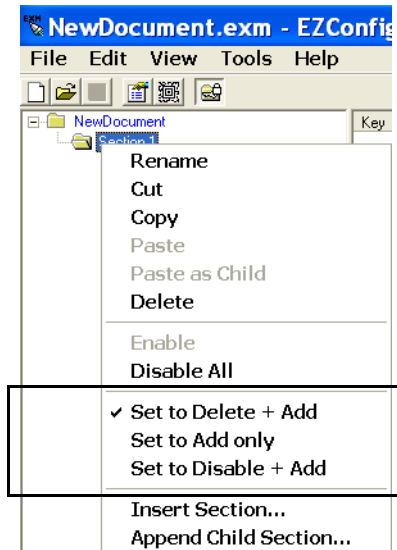 NewDocument.exm - EZConfig
File Edit View Tools Help
NewDocument
Key
Section 1
Rename
Cut
Copy
Paste
Paste as Child
Delete
Enable
Disable All
✓ Set to Delete + Add
Set to Add only
Set to Disable + Add
Insert Section...
Append Child Section...